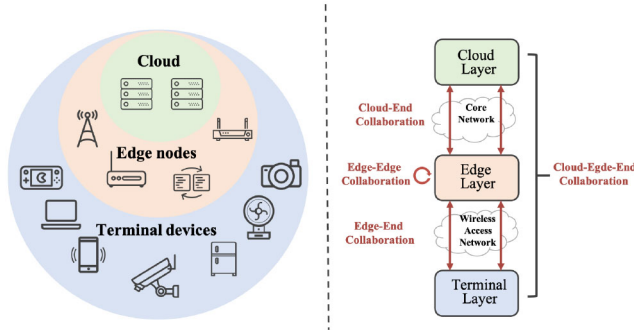 Cloud
Edge nodes
Terminal devices
Cloud
Layer
Cloud-End
Collaboration
Core
Network
Edge-Edge
Collaboration
Edge
Layer
Cloud-Egde-End
Collaboration
Edge-End
Collaboration
Wireless
Access
Network
Terminal
Layer